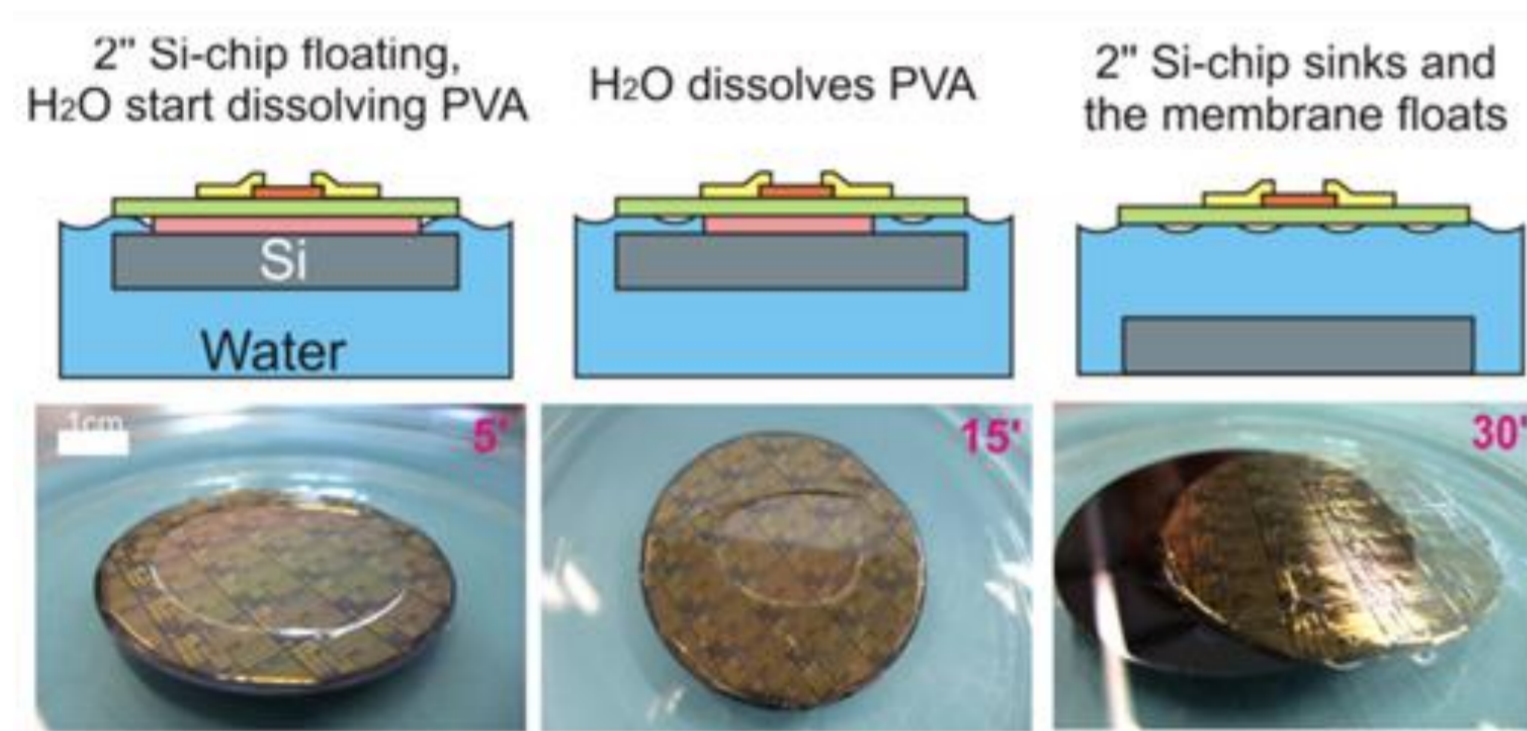 2" Si-chip floating,
H2O start dissolving PVA
H2O dissolves PVA
2" Si-chip sinks and
the membrane floats
Si
Water
1cm
5'
15'
30'